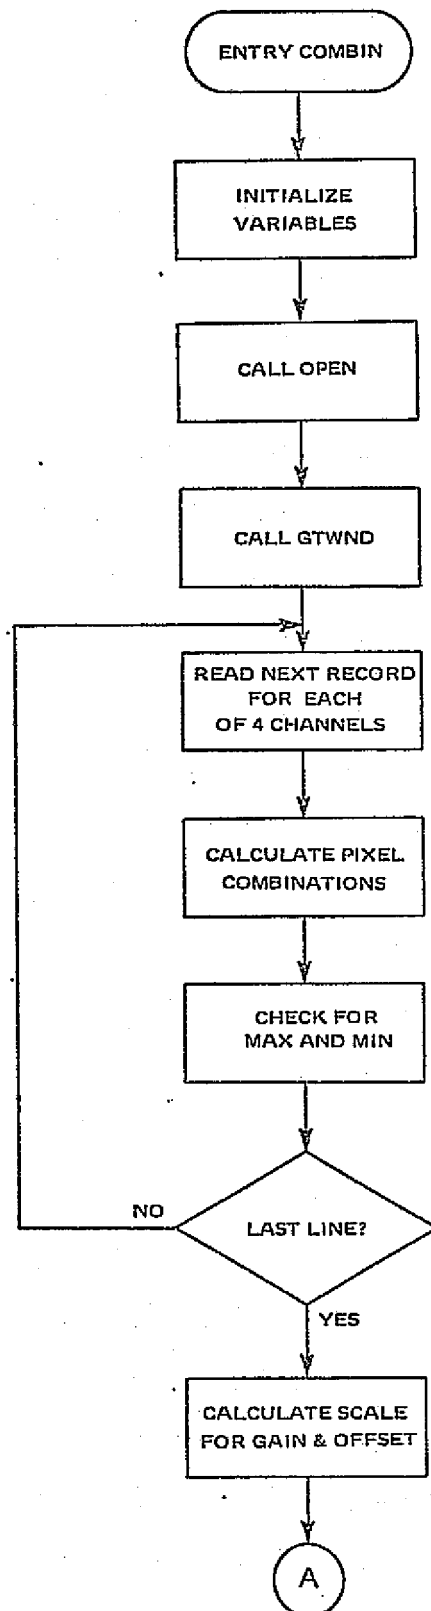 ENTRY COMBIN
INITIALIZE
VARIABLES
CALL OPEN
CALL GTWND
READ NEXT RECORD
FOR EACH
OF 4 CHANNELS
CALCULATE PIXEL
COMBINATIONS
CHECK FOR
MAX AND MIN
NO
LAST LINE?
YES
CALCULATE SCALE
FOR GAIN & OFFSET
A